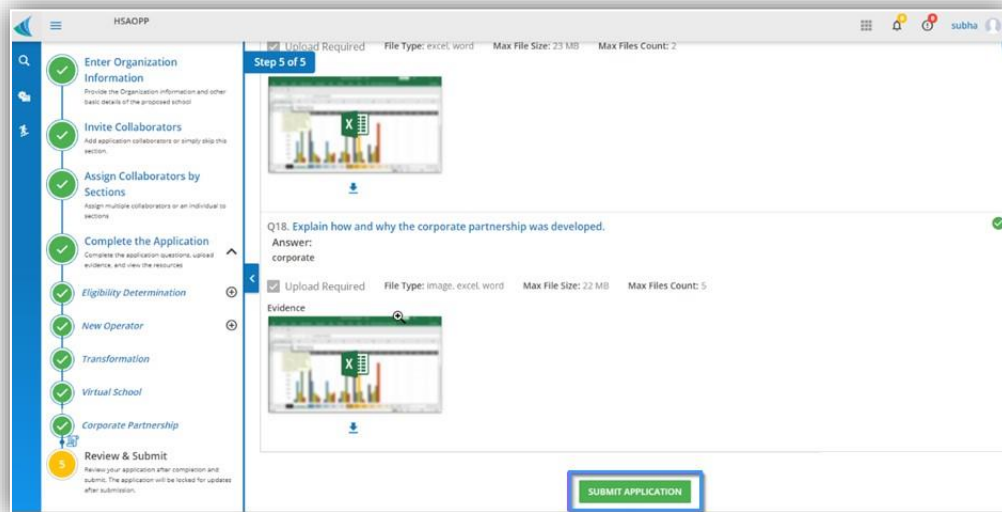 HSAOPP
0
0
subha
Enter Organization
Information
Provide the Organization information and other
basic details of the proposed school
Invite Collaborators
Add application collaborators or simply skip this
section.
Assign Collaborators by
Sections
Assign multiple collaborators or an individual to
sections
Complete the Application
Complete the application questions, upload
evidence, and view the resources
Eligibility Determination
New Operator
Transformation
Virtual School
Corporate Partnership
5
Review & Submit
Review your application after completion and
submit. The application will be locked for updates
after submission.
Upload Required File Type: excel, word Max File Size: 23 MB Max Files Count: 2
Step 5 of 5
X
Q18. Explain how and why the corporate partnership was developed.
Answer:
corporate
Upload Required File Type: image, excel, word Max File Size: 22 MB Max Files Count: 5
Evidence
X
SUBMIT APPLICATION